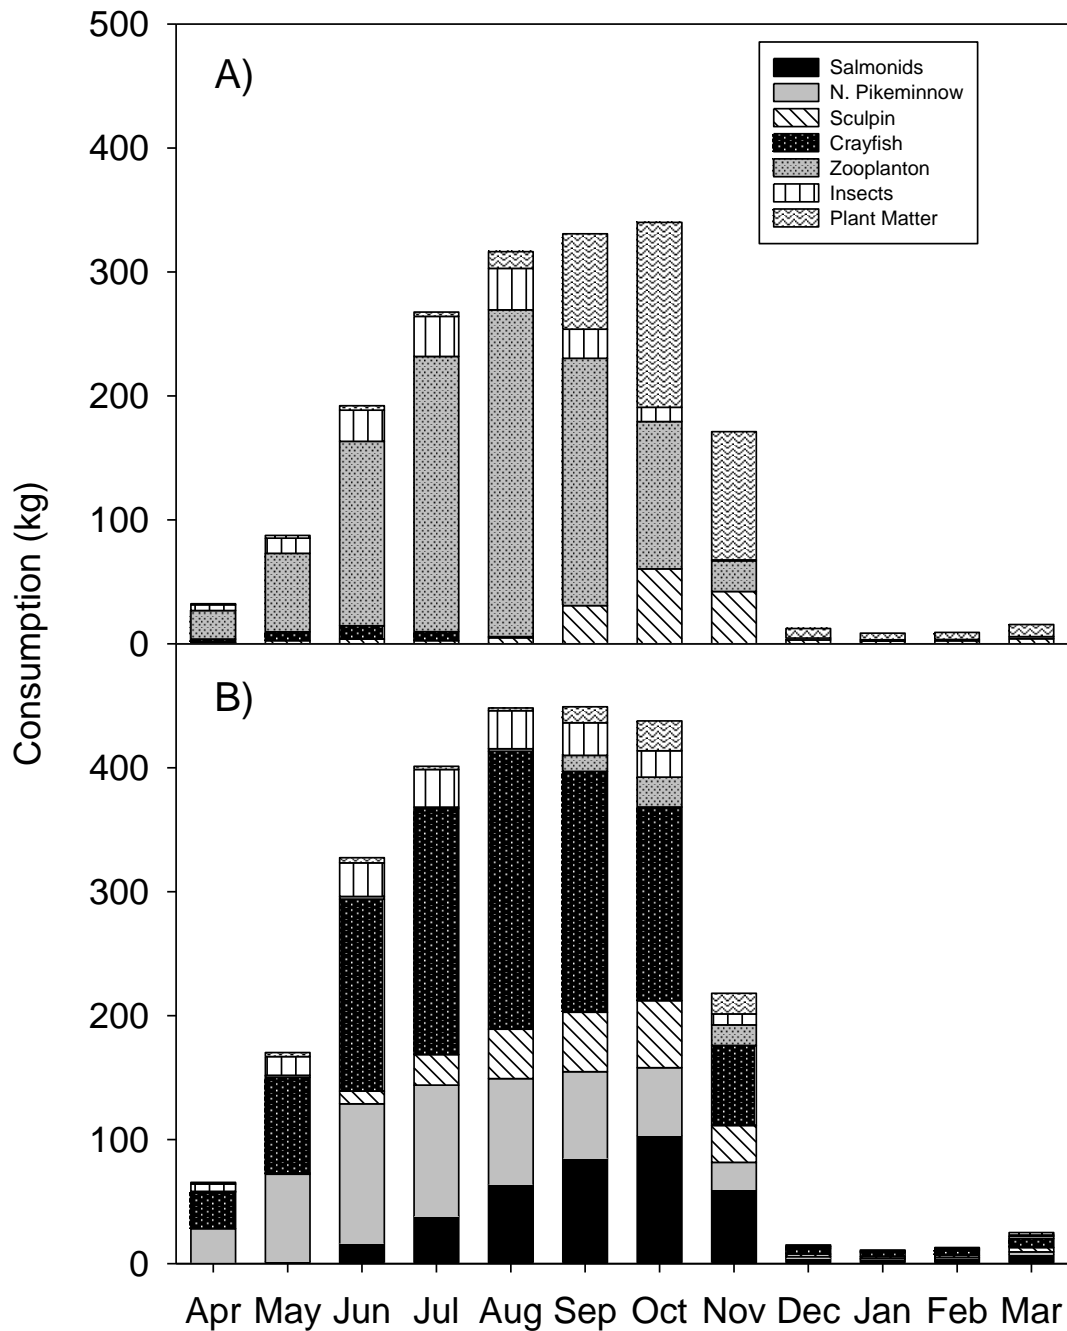 500
A)
Salmonids
N. Pikeminnow
Sculpin
Crayfish
Zooplanton
Insects
Plant Matter
400
300
200
100
0
Consumption (kg)
B)
400
300
200
100
0
Apr May Jun Jul Aug Sep Oct Nov Dec Jan Feb Mar